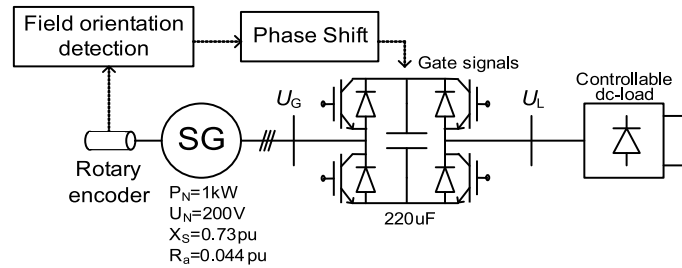 Field orientation
detection
Phase Shift
Gate signals
Controllable
dc-load
U_G
U_L
SG
Rotary
encoder
P_N=1kW
U_N=200V
X_S=0.73pu
R_a=0.044pu
220uF